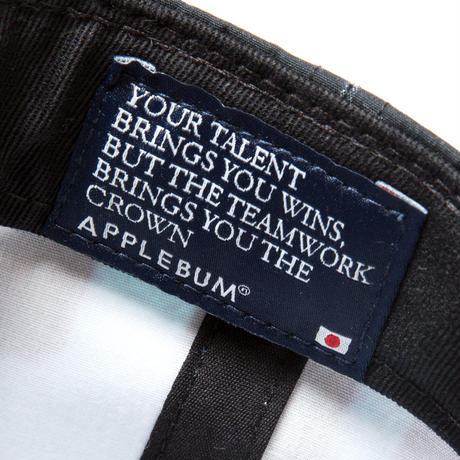 YOUR TALENT
BRINGS YOU WINS,
BUT THE TEAMWORK
BRINGS YOU THE
CROWN
APPLEBUM®